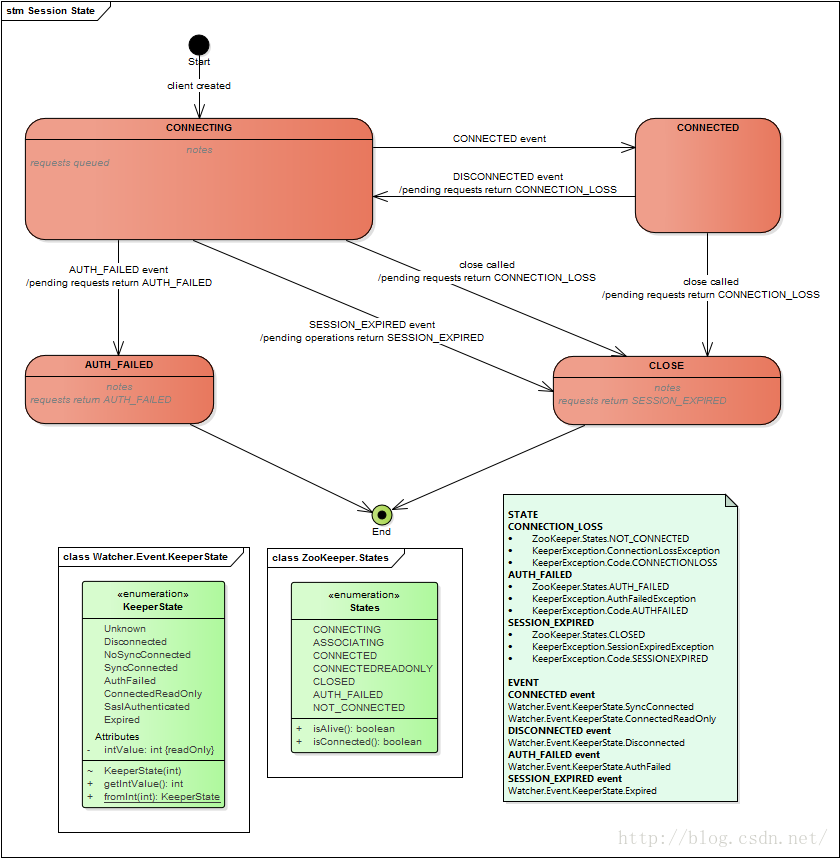 stm Session State
Start
client created
CONNECTING
notes
requests queued
CONNECTED event
CONNECTED
DISCONNECTED event
/pending requests return CONNECTION_LOSS
AUTH_FAILED event
/pending requests return AUTH_FAILED
close called
/pending requests return CONNECTION_LOSS
close called
/pending requests return CONNECTION_LOSS
SESSION_EXPIRED event
/pending operations return SESSION_EXPIRED
AUTH_FAILED
notes
requests return AUTH_FAILED
CLOSE
notes
requests return SESSION_EXPIRED
End
class Watcher.Event.KeeperState
«enumeration»
KeeperState
Unknown
Disconnected
NoSyncConnected
SyncConnected
AuthFailed
ConnectedReadOnly
SaslAuthenticated
Expired
Attributes
- intValue: int {readOnly}
~ KeeperState(int)
+ getIntValue(): int
+ fromInt(int): KeeperState
class ZooKeeper.States
«enumeration»
States
CONNECTING
ASSOCIATING
CONNECTED
CONNECTEDREADONLY
CLOSED
AUTH_FAILED
NOT_CONNECTED
+ isAlive(): boolean
+ isConnected(): boolean
STATE
CONNECTION_LOSS
• ZooKeeper.States.NOT_CONNECTED
• KeeperException.ConnectionLossException
• KeeperException.Code.CONNECTIONLOSS
AUTH_FAILED
• ZooKeeper.States.AUTH_FAILED
• KeeperException.AuthFailedException
• KeeperException.Code.AUTHFAILED
SESSION_EXPIRED
• ZooKeeper.States.CLOSED
• KeeperException.SessionExpiredException
• KeeperException.Code.SESSIONEXPIRED
EVENT
CONNECTED event
Watcher.Event.KeeperState.SyncConnected
Watcher.Event.KeeperState.ConnectedReadOnly
DISCONNECTED event
Watcher.Event.KeeperState.Disconnected
AUTH_FAILED event
Watcher.Event.KeeperState.AuthFailed
SESSION_EXPIRED event
Watcher.Event.KeeperState.Expired
http://blog.csdn.net/